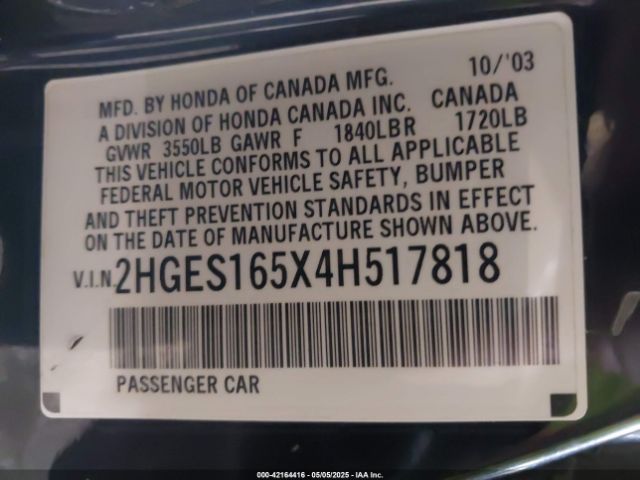 MFD. BY HONDA OF CANADA MFG. 10/'03
A DIVISION OF HONDA CANADA INC. CANADA
GVWR 3550LB GAWR F 1840LBR 1720LB
THIS VEHICLE CONFORMS TO ALL APPLICABLE
FEDERAL MOTOR VEHICLE SAFETY, BUMPER
AND THEFT PREVENTION STANDARDS IN EFFECT
ON THE DATE OF MANUFACTURE SHOWN ABOVE.
V.I.N. 2HGES165X4H517818
PASSENGER CAR
000-42164416 - 05/05/2025 - IAA Inc.